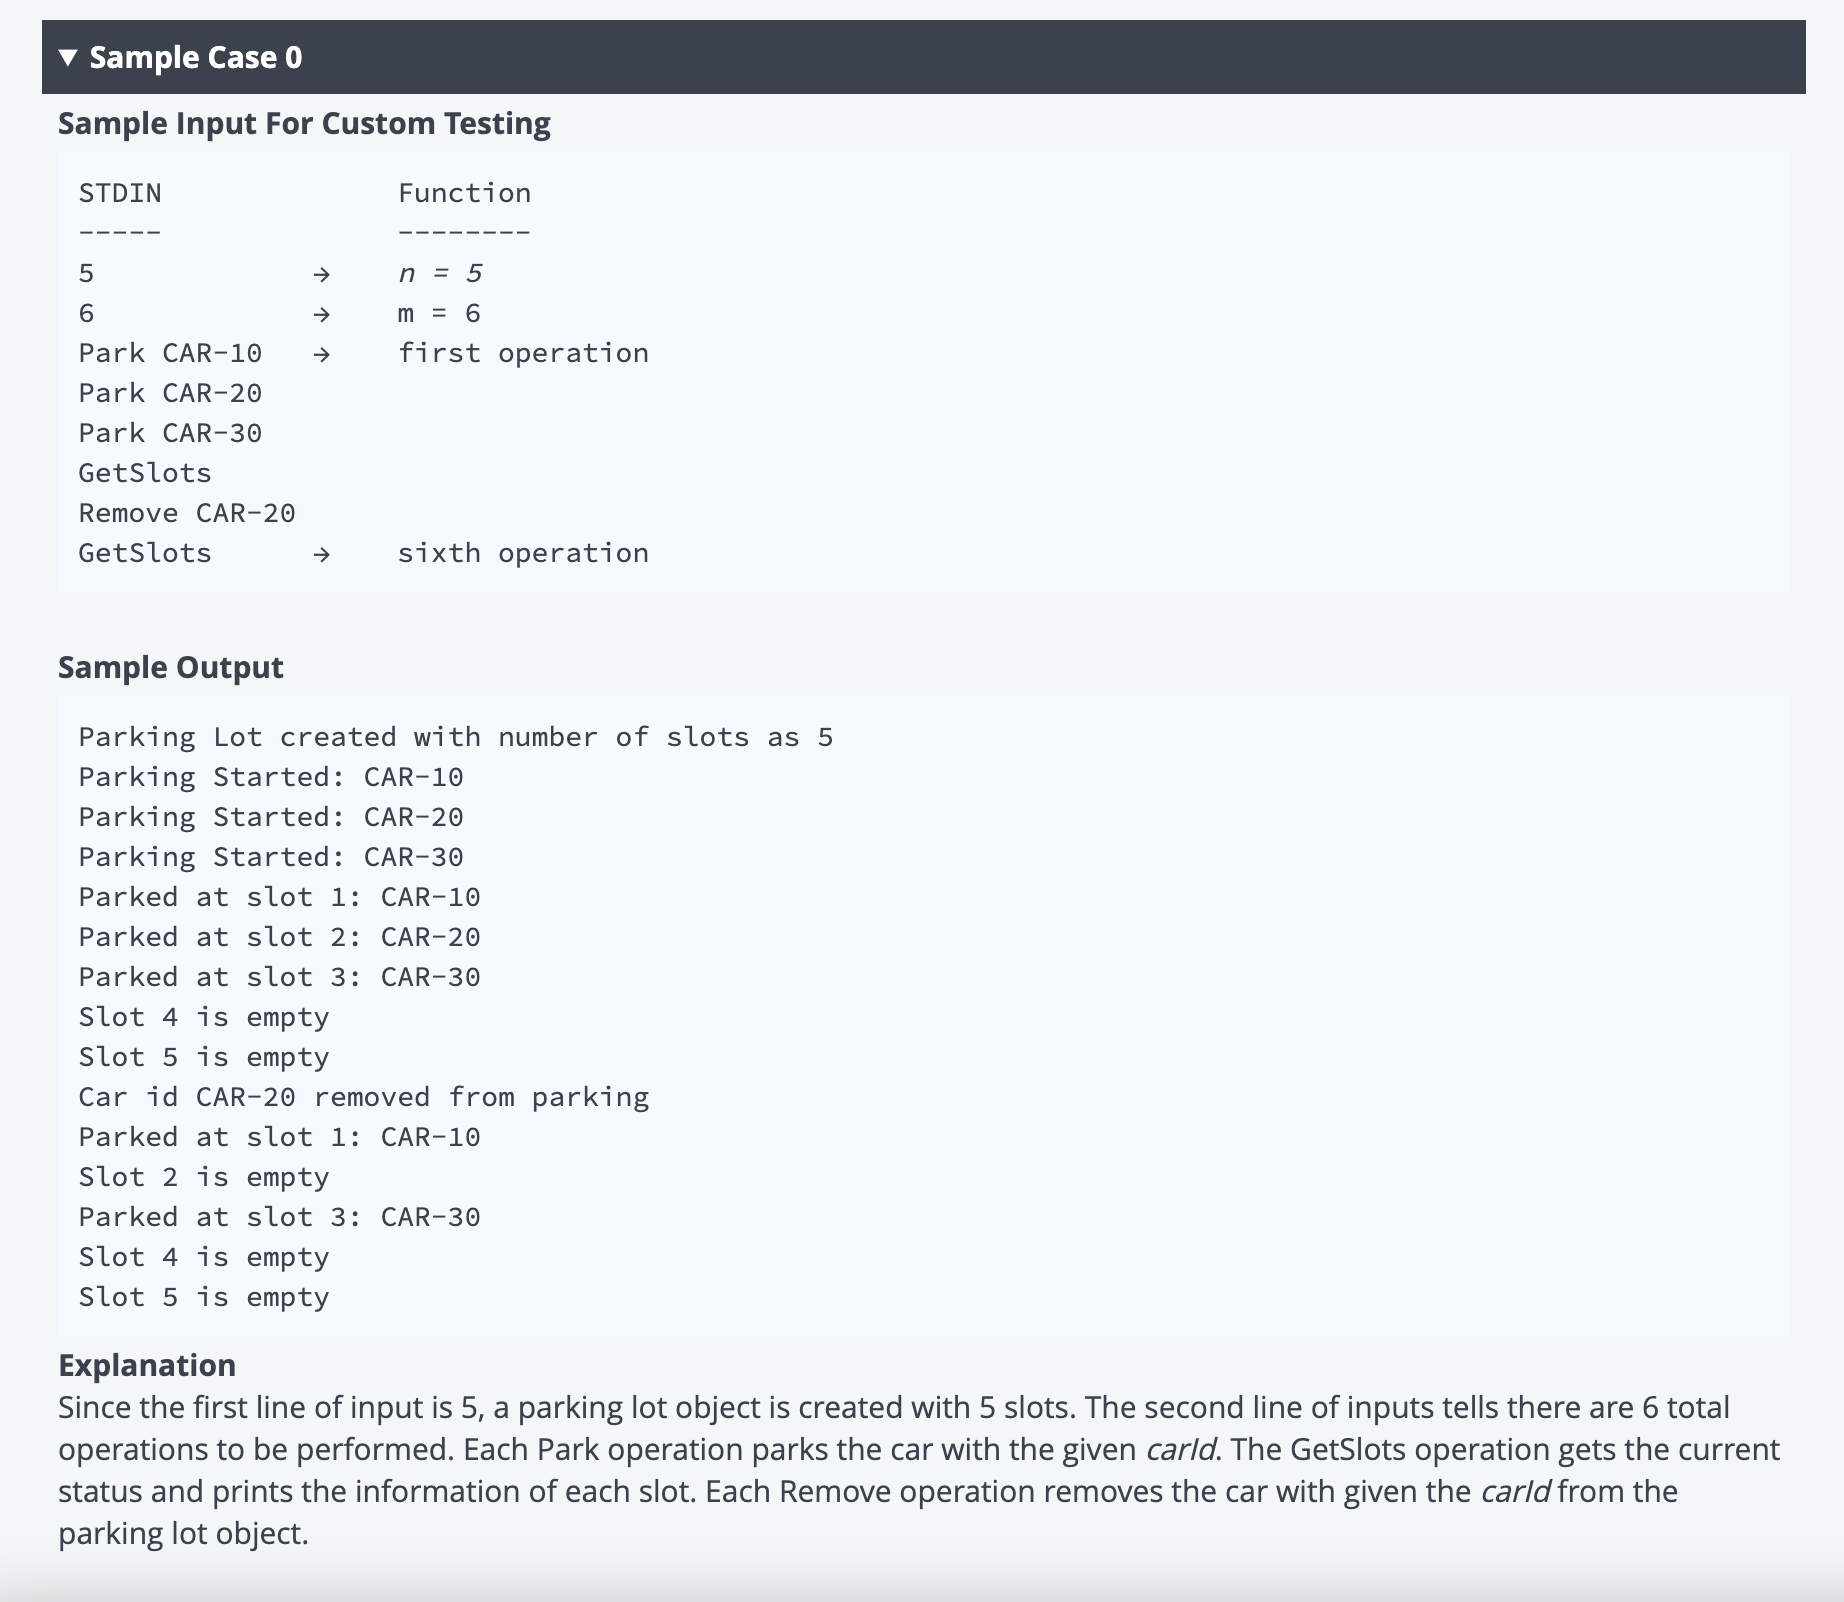 ▼ Sample Case 0
Sample Input For Custom Testing
STDIN Function
----- --------
5 → n = 5
6 → m = 6
Park CAR-10 → first operation
Park CAR-20
Park CAR-30
GetSlots
Remove CAR-20
GetSlots → sixth operation
Sample Output
Parking Lot created with number of slots as 5
Parking Started: CAR-10
Parking Started: CAR-20
Parking Started: CAR-30
Parked at slot 1: CAR-10
Parked at slot 2: CAR-20
Parked at slot 3: CAR-30
Slot 4 is empty
Slot 5 is empty
Car id CAR-20 removed from parking
Parked at slot 1: CAR-10
Slot 2 is empty
Parked at slot 3: CAR-30
Slot 4 is empty
Slot 5 is empty
Explanation
Since the first line of input is 5, a parking lot object is created with 5 slots. The second line of inputs tells there are 6 total
operations to be performed. Each Park operation parks the car with the given carId. The GetSlots operation gets the current
status and prints the information of each slot. Each Remove operation removes the car with given the carId from the
parking lot object.